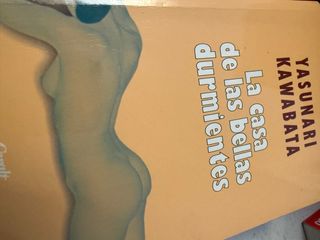 YASUNARI
KAWABATA
La casa
de las bellas
durmientes